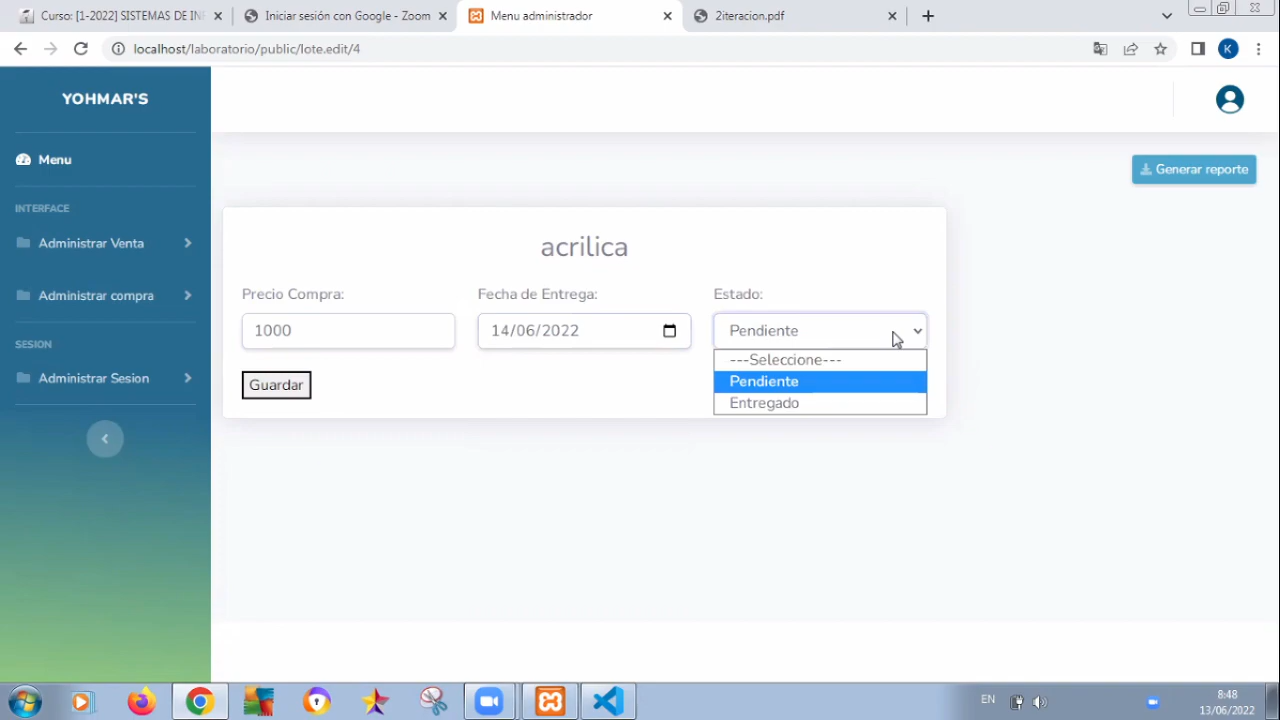 Curso: [1-2022] SISTEMAS DE INF
Iniciar sesión con Google - Zoom
Menu administrador
2iteracion.pdf
localhost/laboratorio/public/lote.edit/4
K
YOHMAR'S
Menu
Generar reporte
INTERFACE
Administrar Venta
Administrar compra
SESION
Administrar Sesion
acrilica
Precio Compra:
Fecha de Entrega:
Estado:
1000
14/06/2022
Pendiente
---Seleccione---
Pendiente
Entregado
Guardar
EN
8:48
13/06/2022